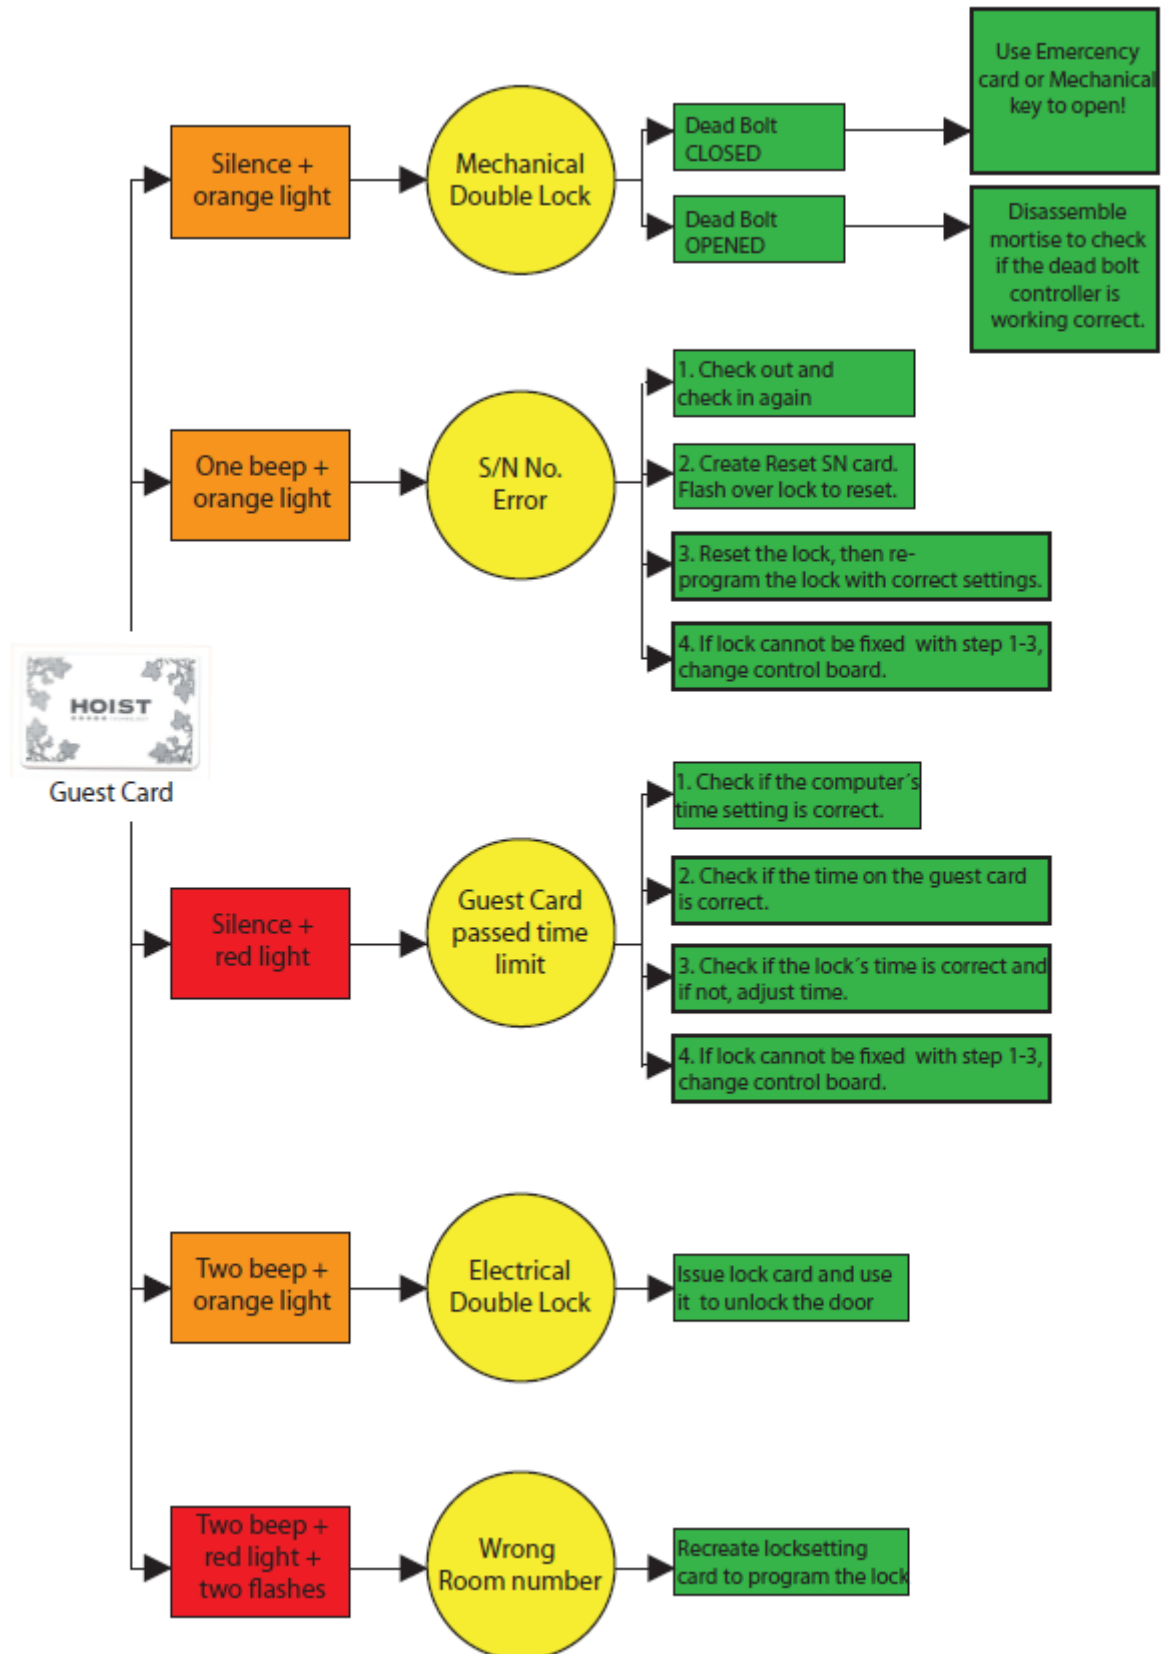 Silence +
orange light
Mechanical
Double Lock
Dead Bolt
CLOSED
Use Emercency
card or Mechanical
key to open!
Dead Bolt
OPENED
Disassemble
mortise to check
if the dead bolt
controller is
working correct.
One beep +
orange light
S/N No.
Error
1. Check out and
check in again
2. Create Reset SN card.
Flash over lock to reset.
3. Reset the lock, then re-
program the lock with correct settings.
4. If lock cannot be fixed  with step 1-3,
change control board.
HOIST
Guest Card
Silence +
red light
Guest Card
passed time
limit
1. Check if the computer´s
time setting is correct.
2. Check if the time on the guest card
is correct.
3. Check if the lock´s time is correct and
if not, adjust time.
4. If lock cannot be fixed  with step 1-3,
change control board.
Two beep +
orange light
Electrical
Double Lock
Issue lock card and use
it  to unlock the door
Two beep +
red light +
two flashes
Wrong
Room number
Recreate locksetting
card to program the lock